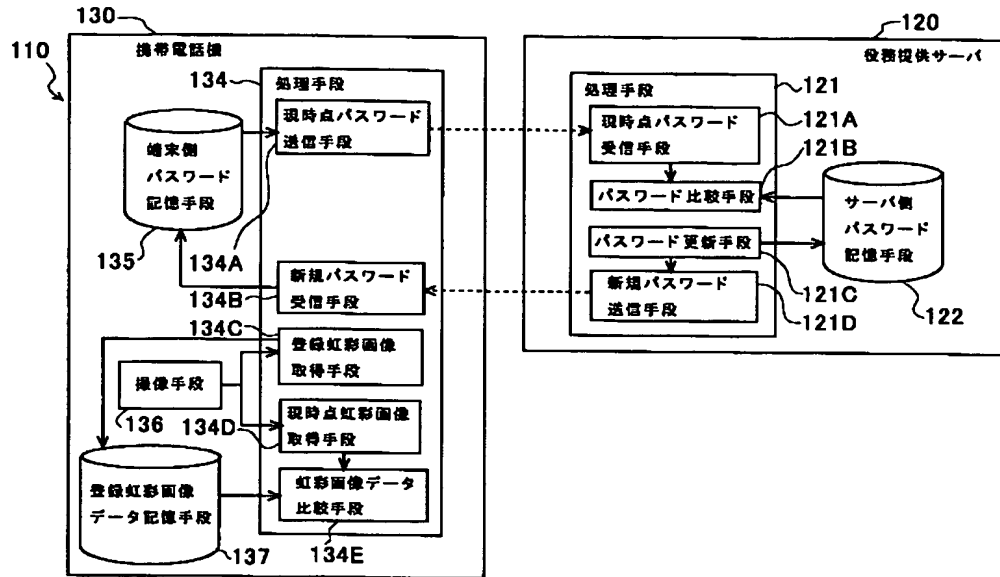 130
110
携帯電話機
134
処理手段
現時点パスワード
送信手段
端末側
パスワード
記憶手段
135
134A
新規パスワード
受信手段
134B
134C
登録虹彩画像
取得手段
撮像手段
136
134D
現時点虹彩画像
取得手段
登録虹彩画像
データ記憶手段
137
虹彩画像データ
比較手段
134E
120
役務提供サーバ
処理手段
121
現時点パスワード
受信手段
121A
121B
パスワード比較手段
パスワード更新手段
サーバ側
パスワード
記憶手段
122
121C
新規パスワード
送信手段
121D